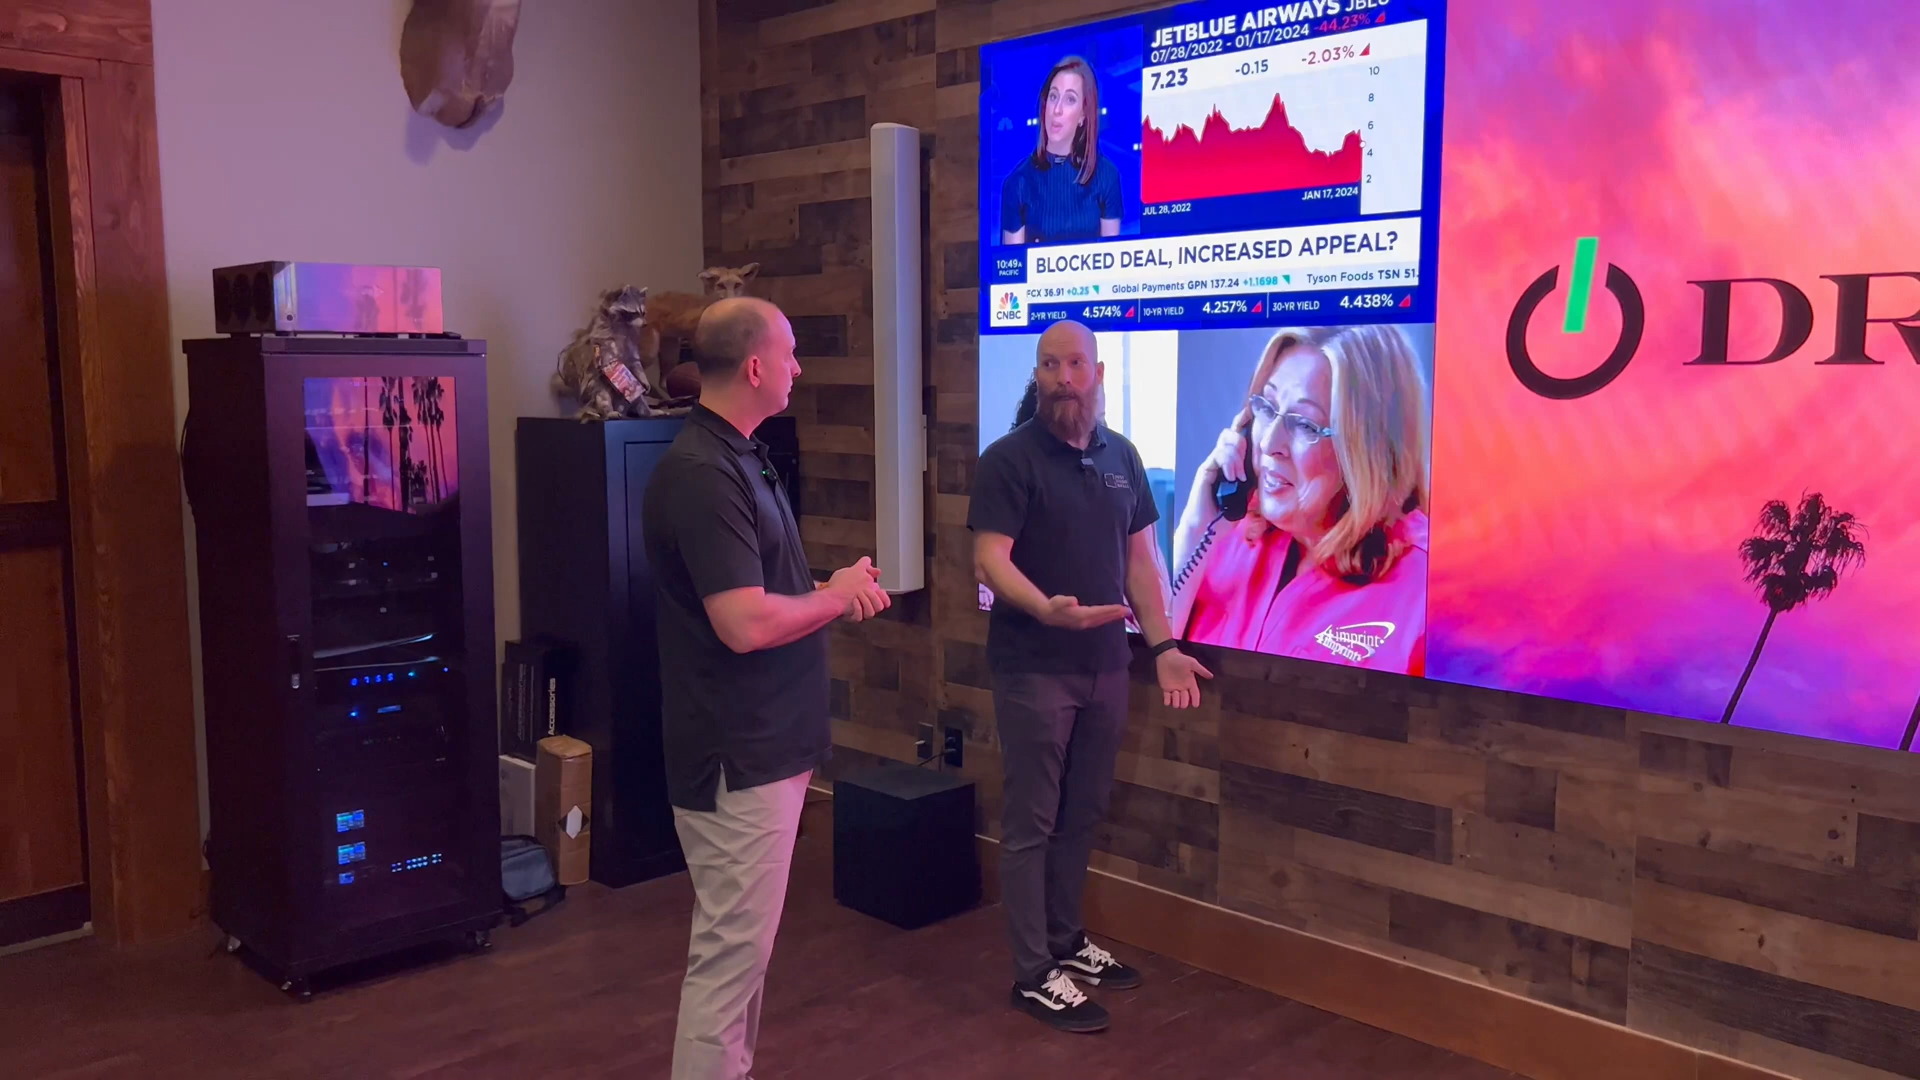 JETBLUE AIRWAYS JBLU
07/28/2022 - 01/17/2024 -44.23%
7.23 -0.15 -2.03%
10
8
6
4
2
JUL 28, 2022
JAN 17, 2024
10:49A
PACIFIC
BLOCKED DEAL, INCREASED APPEAL?
FCX 36.91 +0.25 Global Payments GPN 137.24 +1.1698 Tyson Foods TSN 51.
CNBC
2-YR YIELD 4.574% 10-YR YIELD 4.257% 30-YR YIELD 4.438%
4imprint
4imprint
DR
Accessories